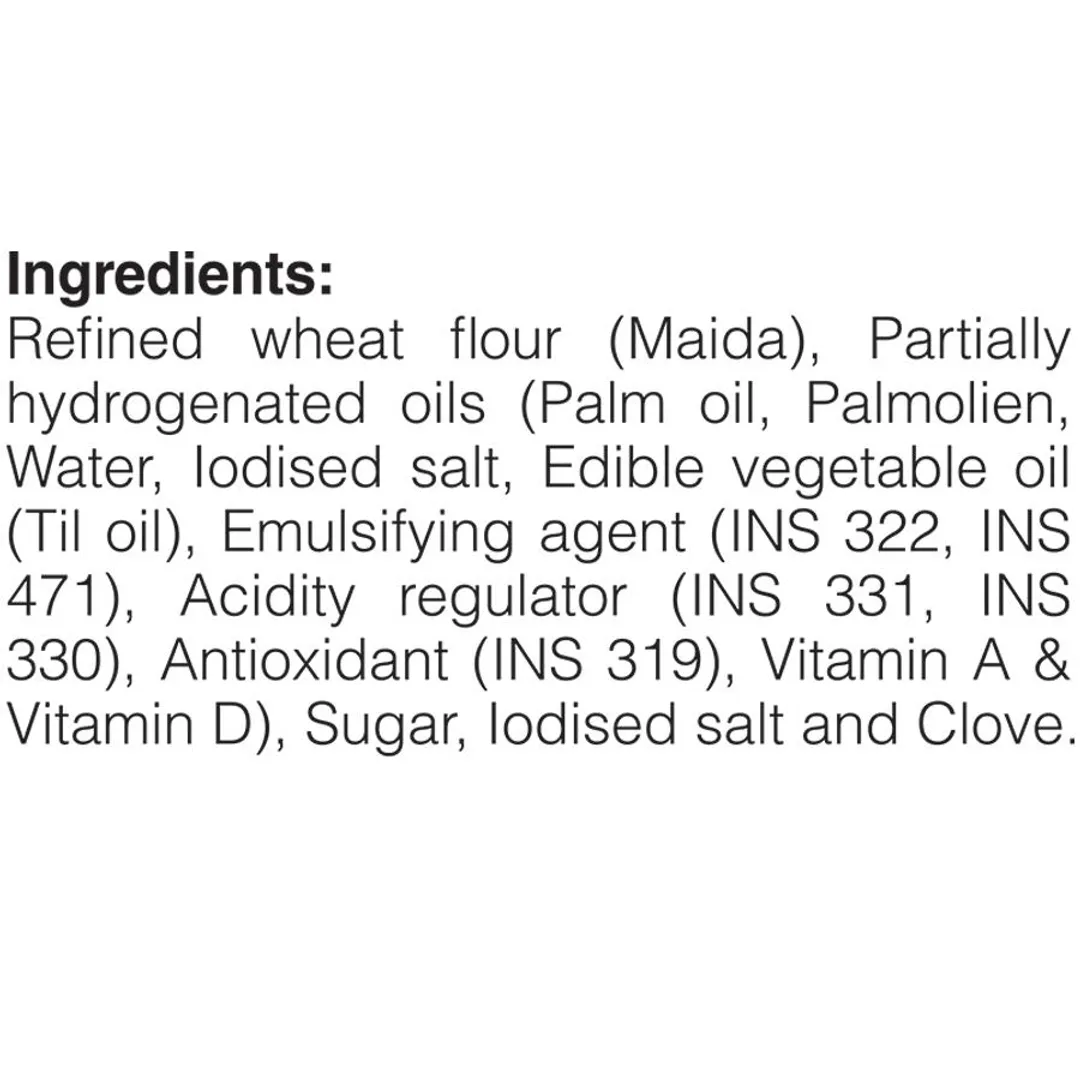 Ingredients:
Refined wheat flour (Maida), Partially
hydrogenated oils (Palm oil, Palmolien,
Water, Iodised salt, Edible vegetable oil
(Til oil), Emulsifying agent (INS 322, INS
471), Acidity regulator (INS 331, INS
330), Antioxidant (INS 319), Vitamin A &
Vitamin D), Sugar, Iodised salt and Clove.